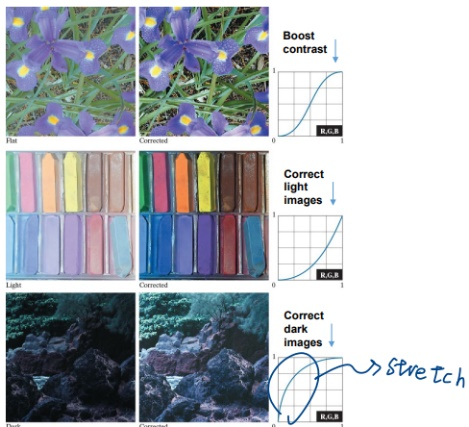 Boost
contrast
1
R,G,B
0 1
Flat Corrected
Correct
light
images
1
R,G,B
0 1
Light Corrected
Correct
dark
images
1
stretch
R,G,B
0 1
Dark Corrected